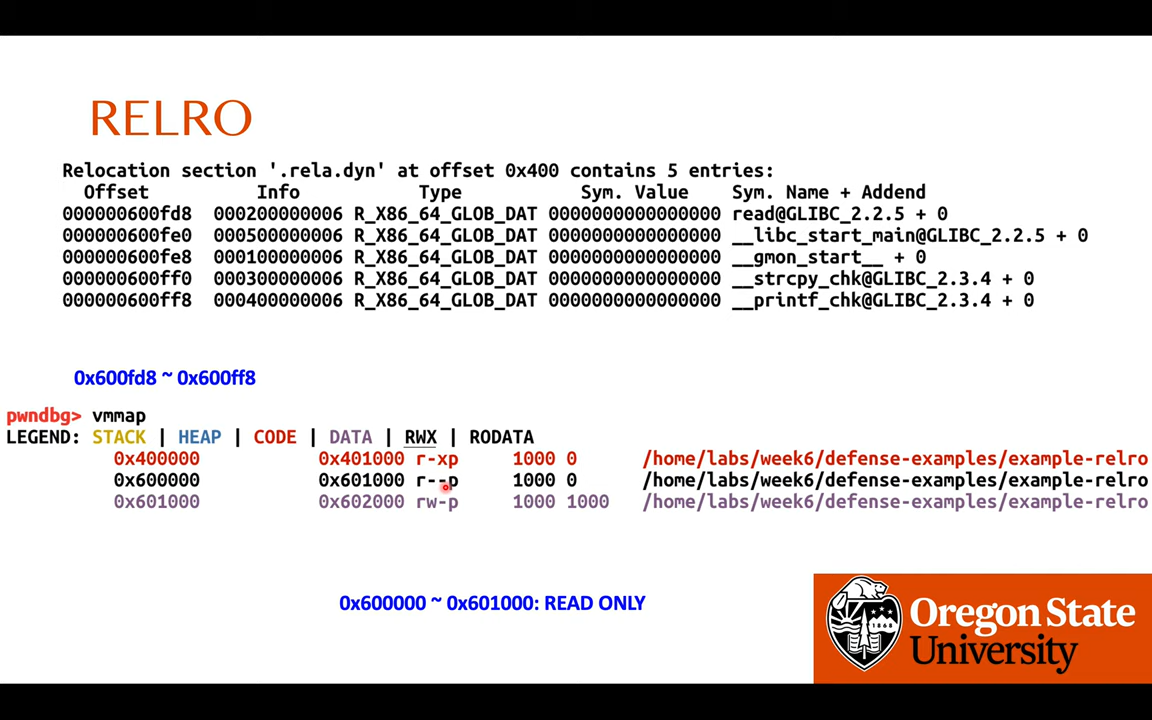 RELRO
Relocation section '.rela.dyn' at offset 0x400 contains 5 entries:
Offset Info Type Sym. Value Sym. Name + Addend
000000600fd8 000200000006 R_X86_64_GLOB_DAT 0000000000000000 read@GLIBC_2.2.5 + 0
000000600fe0 000500000006 R_X86_64_GLOB_DAT 0000000000000000 __libc_start_main@GLIBC_2.2.5 + 0
000000600fe8 000100000006 R_X86_64_GLOB_DAT 0000000000000000 __gmon_start__ + 0
000000600ff0 000300000006 R_X86_64_GLOB_DAT 0000000000000000 __strcpy_chk@GLIBC_2.3.4 + 0
000000600ff8 000400000006 R_X86_64_GLOB_DAT 0000000000000000 __printf_chk@GLIBC_2.3.4 + 0
0x600fd8 ~ 0x600ff8
pwndbg> vmmap
LEGEND: STACK | HEAP | CODE | DATA | RWX | RODATA
0x400000 0x401000 r-xp 1000 0 /home/labs/week6/defense-examples/example-relro
0x600000 0x601000 r--p 1000 0 /home/labs/week6/defense-examples/example-relro
0x601000 0x602000 rw-p 1000 1000 /home/labs/week6/defense-examples/example-relro
0x600000 ~ 0x601000: READ ONLY
Oregon State
University